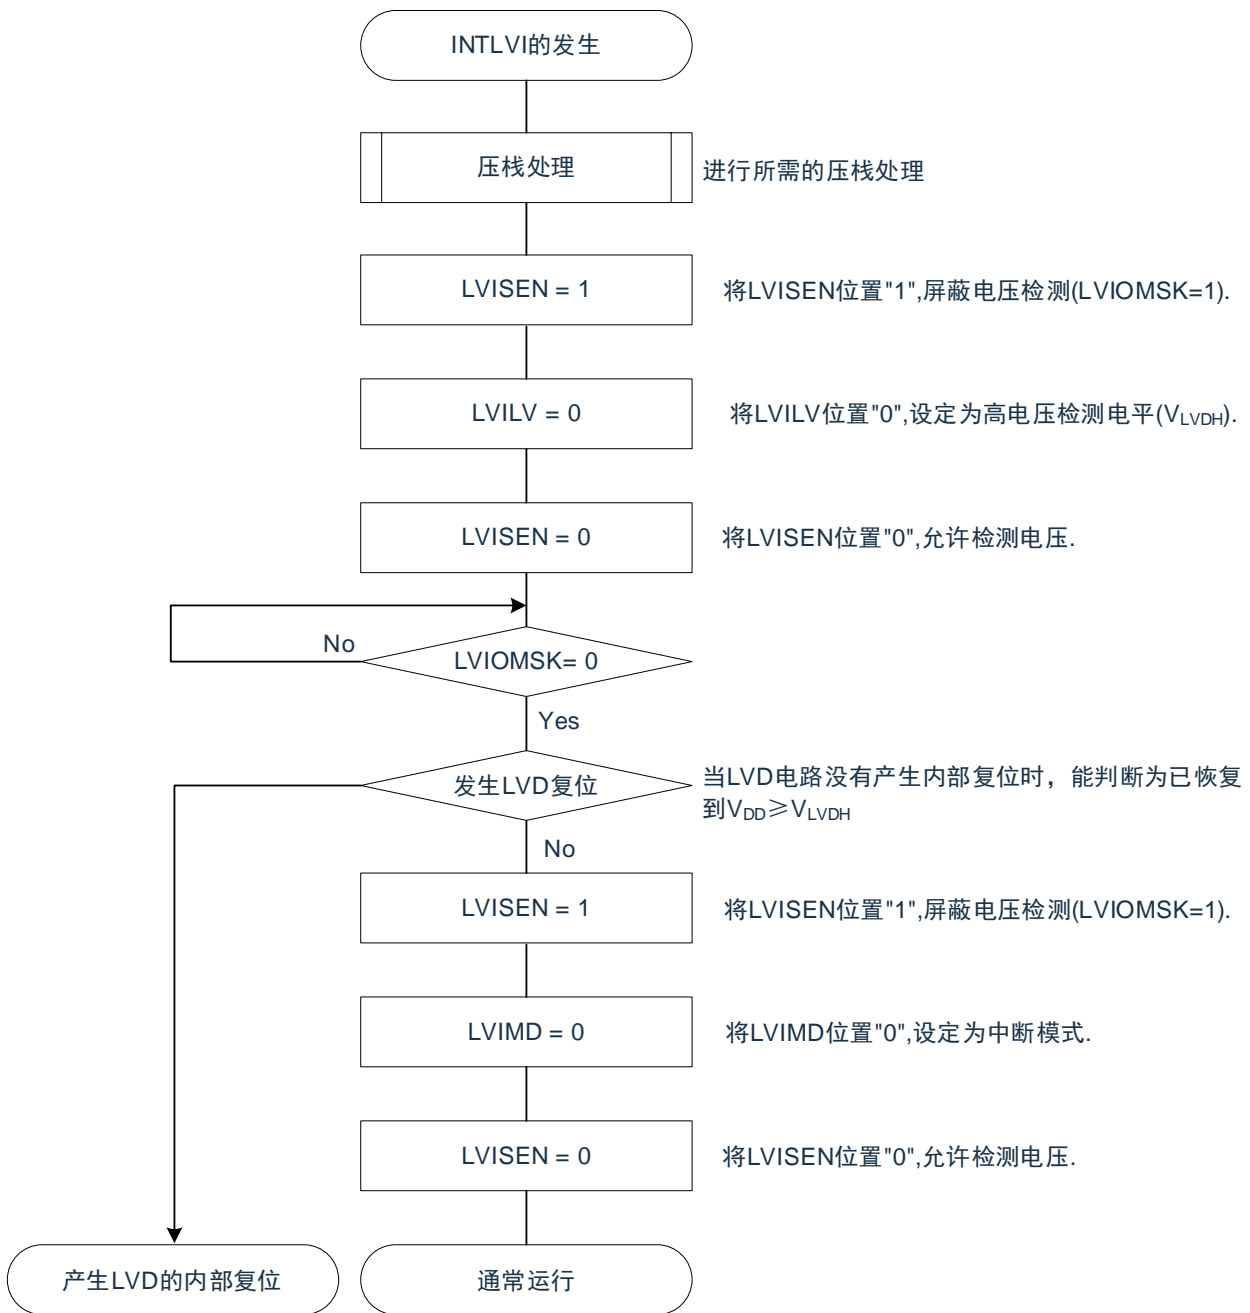 INTLVI的发生
压栈处理
进行所需的压栈处理
LVISEN = 1
将LVISEN位置"1",屏蔽电压检测(LVIOMSK=1).
LVILV = 0
将LVILV位置"0",设定为高电压检测电平(VLVDH).
LVISEN = 0
将LVISEN位置"0",允许检测电压.
No
LVIOMSK= 0
Yes
发生LVD复位
当LVD电路没有产生内部复位时，能判断为已恢复
到VDD≥VLVDH
No
LVISEN = 1
将LVISEN位置"1",屏蔽电压检测(LVIOMSK=1).
LVIMD = 0
将LVIMD位置"0",设定为中断模式.
LVISEN = 0
将LVISEN位置"0",允许检测电压.
产生LVD的内部复位
通常运行